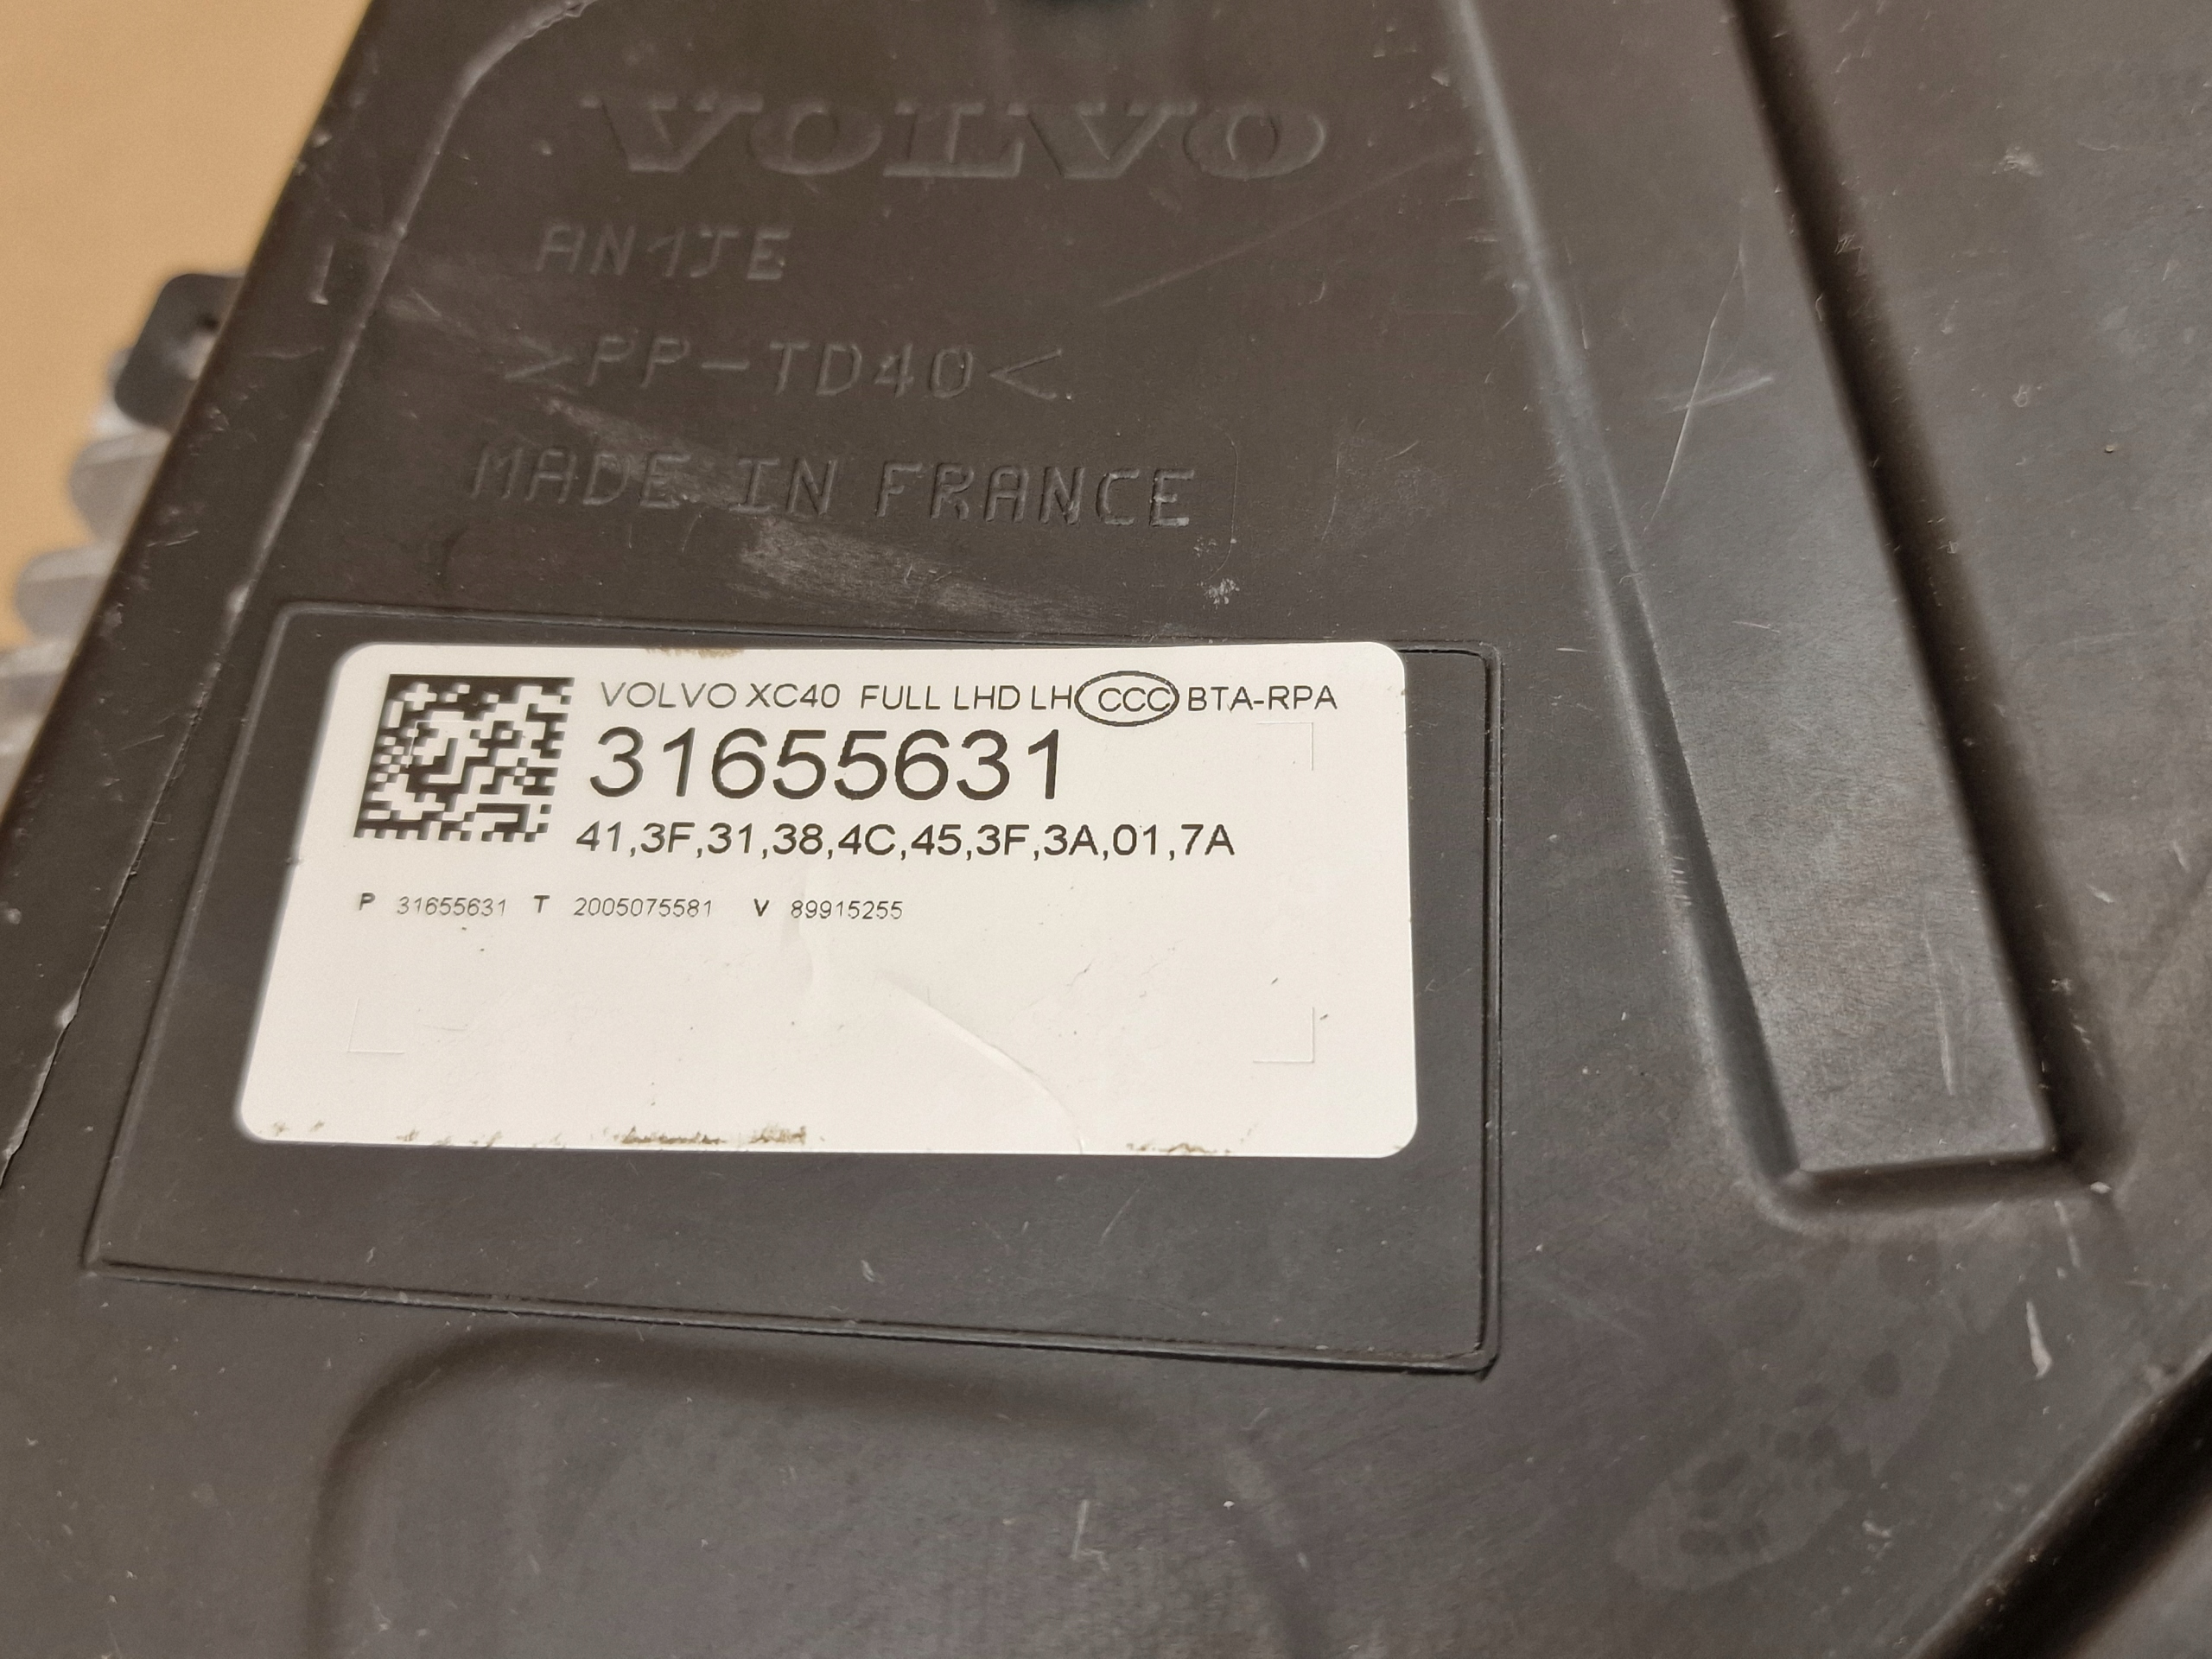 VOLVO
AN1JE
>PP-TD40<
MADE IN FRANCE
VOLVO XC40 FULL LHD LH CCC BTA-RPA
31655631
41,3F,31,38,4C,45,3F,3A,01,7A
P 31655631 T 2005075581 V 89915255